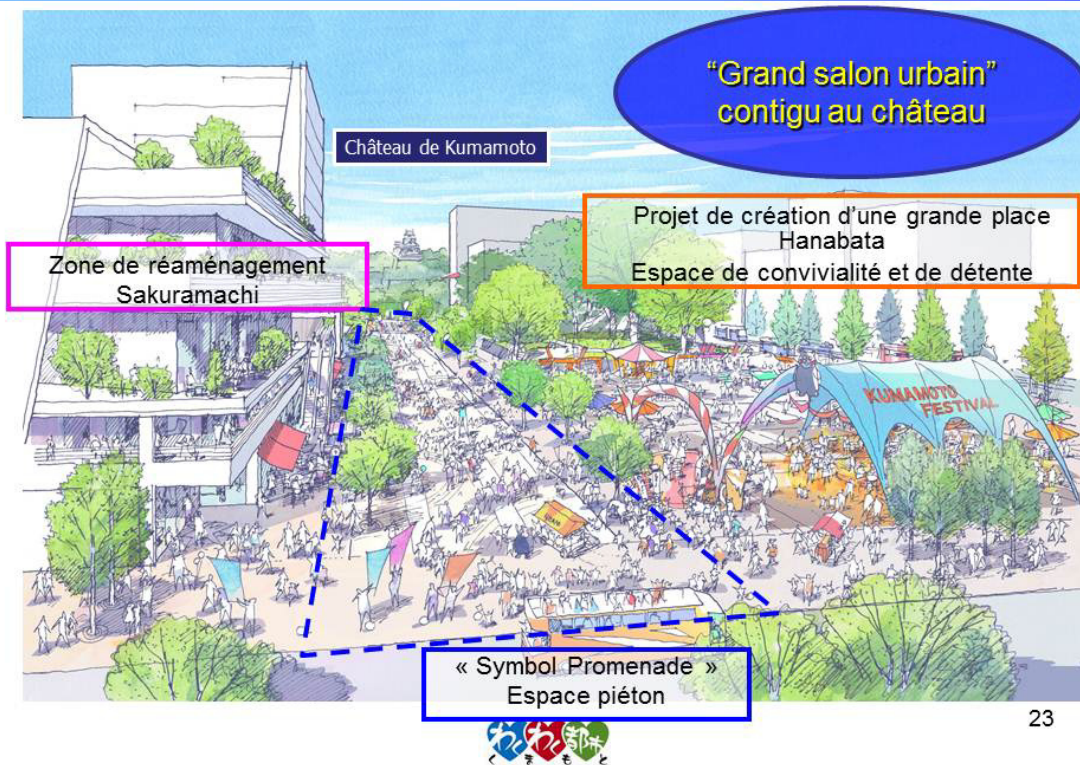 “Grand salon urbain”
contigu au château
Château de Kumamoto
Projet de création d’une grande place
Hanabata
Espace de convivialité et de détente
Zone de réaménagement
Sakuramachi
KUMAMOTO
FESTIVAL
« Symbol Promenade »
Espace piéton
23
わくわく都市
くまもと